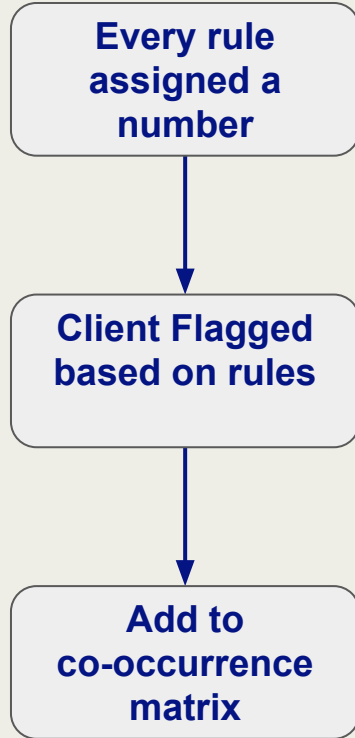 Every rule
assigned a
number
Client Flagged
based on rules
Add to
co-occurrence
matrix